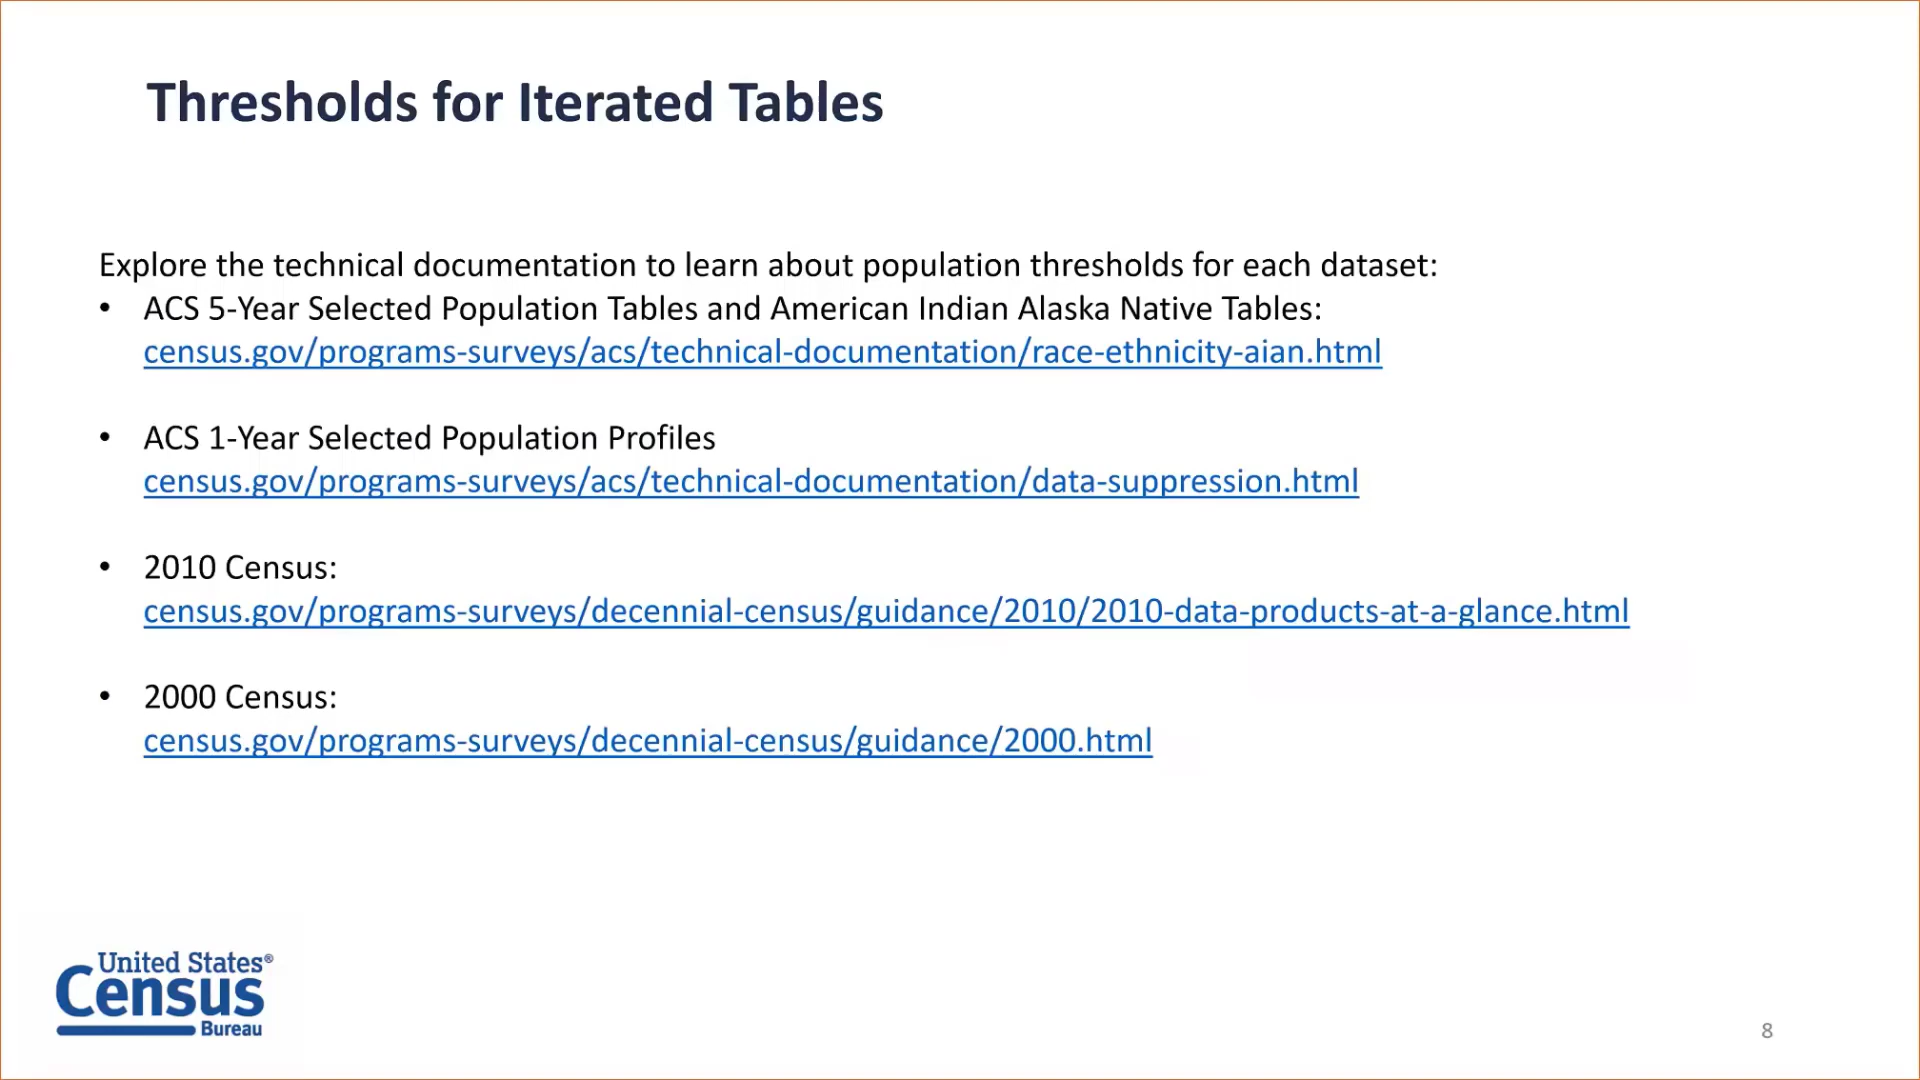 Thresholds for Iterated Tables
Explore the technical documentation to learn about population thresholds for each dataset:
• ACS 5-Year Selected Population Tables and American Indian Alaska Native Tables:
census.gov/programs-surveys/acs/technical-documentation/race-ethnicity-aian.html
• ACS 1-Year Selected Population Profiles
census.gov/programs-surveys/acs/technical-documentation/data-suppression.html
• 2010 Census:
census.gov/programs-surveys/decennial-census/guidance/2010/2010-data-products-at-a-glance.html
• 2000 Census:
census.gov/programs-surveys/decennial-census/guidance/2000.html
United States®
Census
Bureau
8